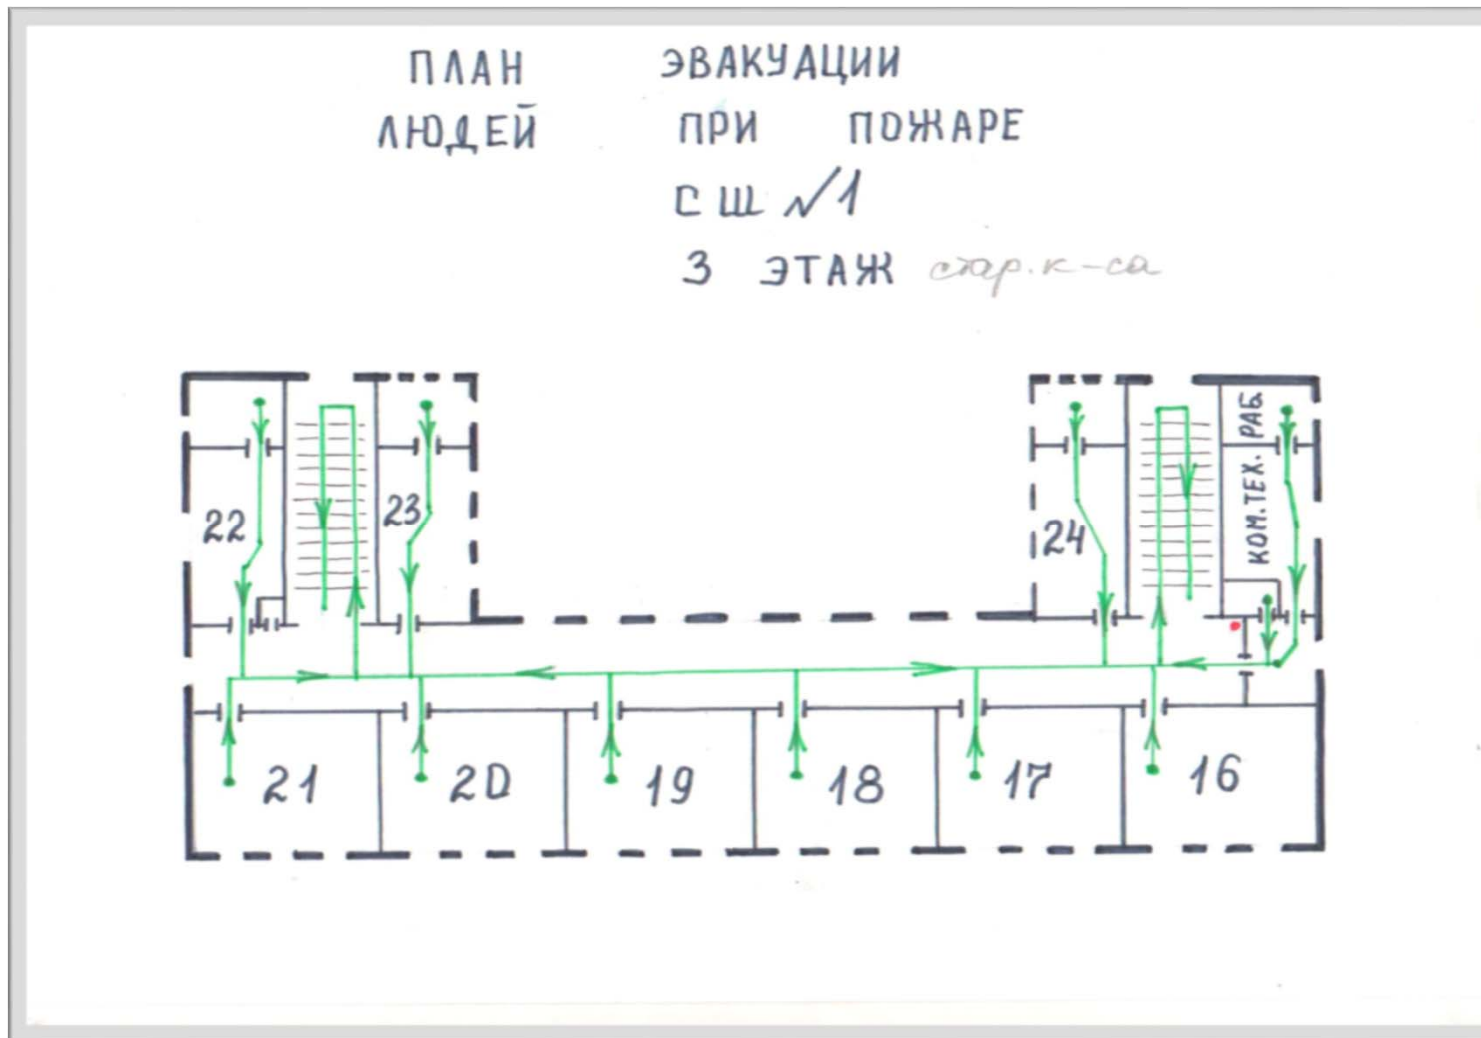 ПЛАН ЭВАКУАЦИИ
ЛЮДЕЙ ПРИ ПОЖАРЕ
СШ №1
3 ЭТАЖ стар. к-са
22
23
24
КОМ. ТЕХ. РАБ.
21
20
19
18
17
16